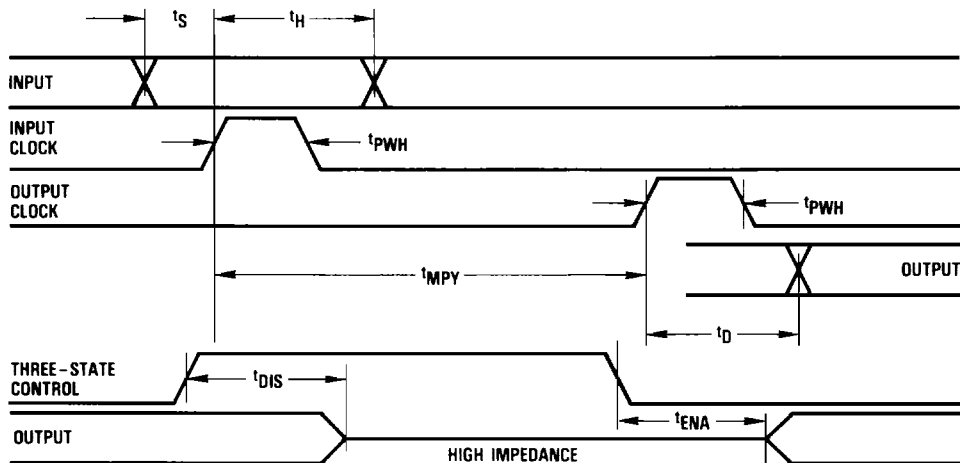 tS
tH
INPUT
INPUT
CLOCK
tPWH
OUTPUT
CLOCK
tPWH
tMPY
OUTPUT
tD
THREE-STATE
CONTROL
tDIS
tENA
OUTPUT
HIGH IMPEDANCE